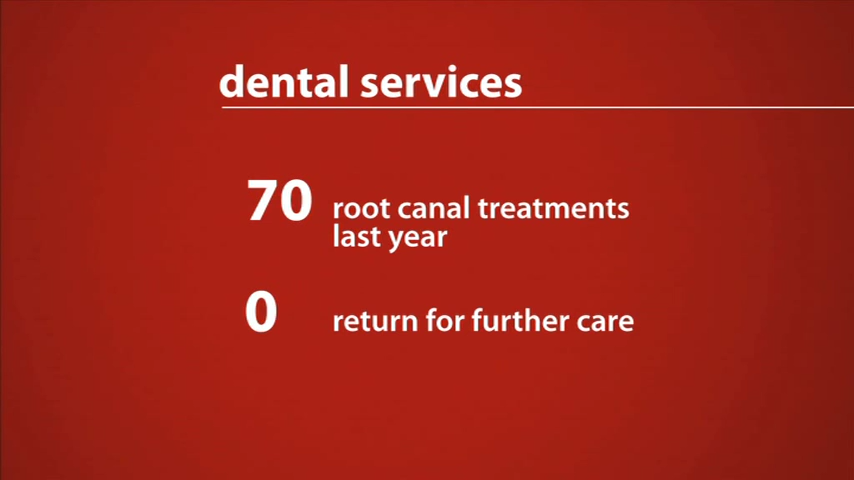 dental services
70 root canal treatments
last year
0 return for further care